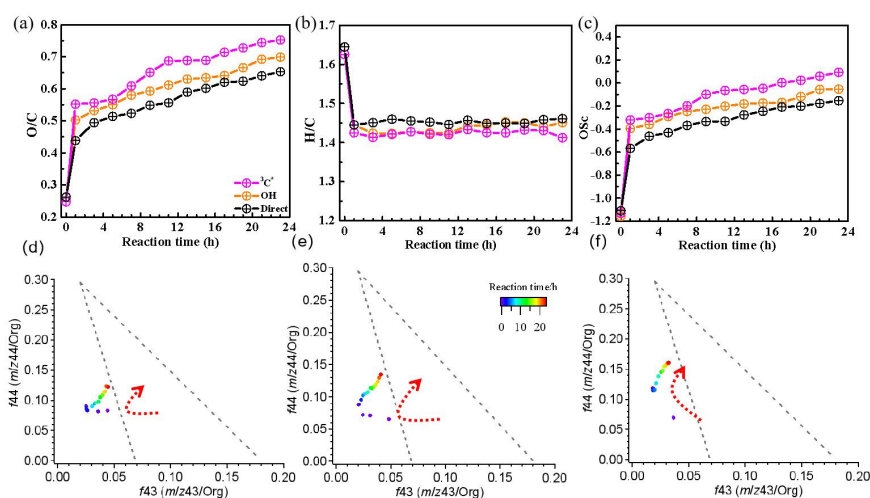 (a)
(b)
(c)
O/C
0.8
0.7
0.6
0.5
0.4
0.3
0.2
0 4 8 12 16 20 24
Reaction time (h)
³C*
OH
Direct
H/C
1.7
1.6
1.5
1.4
1.3
1.2
0 4 8 12 16 20 24
Reaction time (h)
OSc
0.4
0.0
-0.4
-0.8
-1.2
0 4 8 12 16 20 24
Reaction time (h)
(d)
(e)
(f)
f44 (m/z44/Org)
0.30
0.25
0.20
0.15
0.10
0.05
0.00
0.00 0.05 0.10 0.15 0.20
f43 (m/z43/Org)
f44 (m/z44/Org)
0.30
0.25
0.20
0.15
0.10
0.05
0.00
0.00 0.05 0.10 0.15 0.20
f43 (m/z43/Org)
Reaction time/h
0 10 20
f44 (m/z44/Org)
0.30
0.25
0.20
0.15
0.10
0.05
0.00
0.00 0.05 0.10 0.15 0.20
f43 (m/z43/Org)